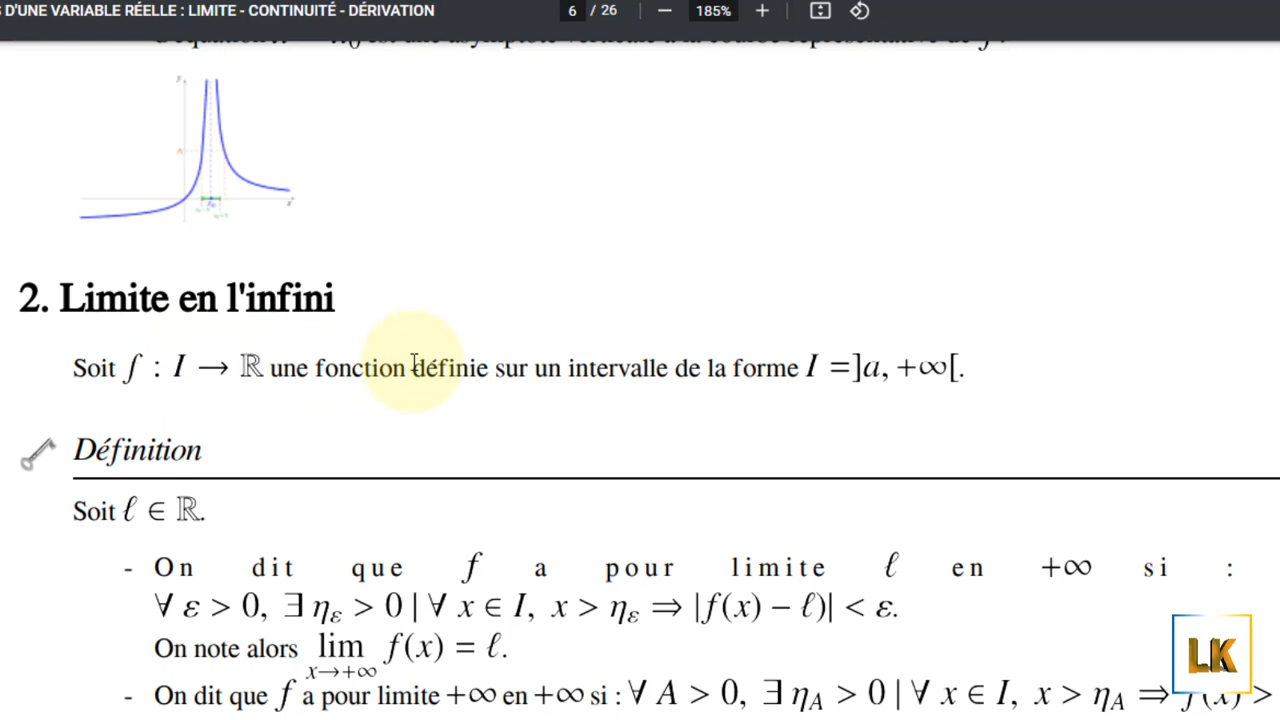 S D'UNE VARIABLE RÉELLE : LIMITE - CONTINUITÉ - DÉRIVATION 6 / 26 — 185% +
y
A
x
2. Limite en l'infini
Soit f : I → ℝ une fonction définie sur un intervalle de la forme I =]a, +∞[.
Définition
Soit ℓ ∈ ℝ.
- On dit que f a pour limite ℓ en +∞ si :
∀ ε > 0, ∃ η_ε > 0 | ∀ x ∈ I, x > η_ε ⟹ |f(x) − ℓ)| < ε.
On note alors lim f(x) = ℓ.
x→+∞
- On dit que f a pour limite +∞ en +∞ si : ∀ A > 0, ∃ η_A > 0 | ∀ x ∈ I, x > η_A ⟹ f(x) >
LK